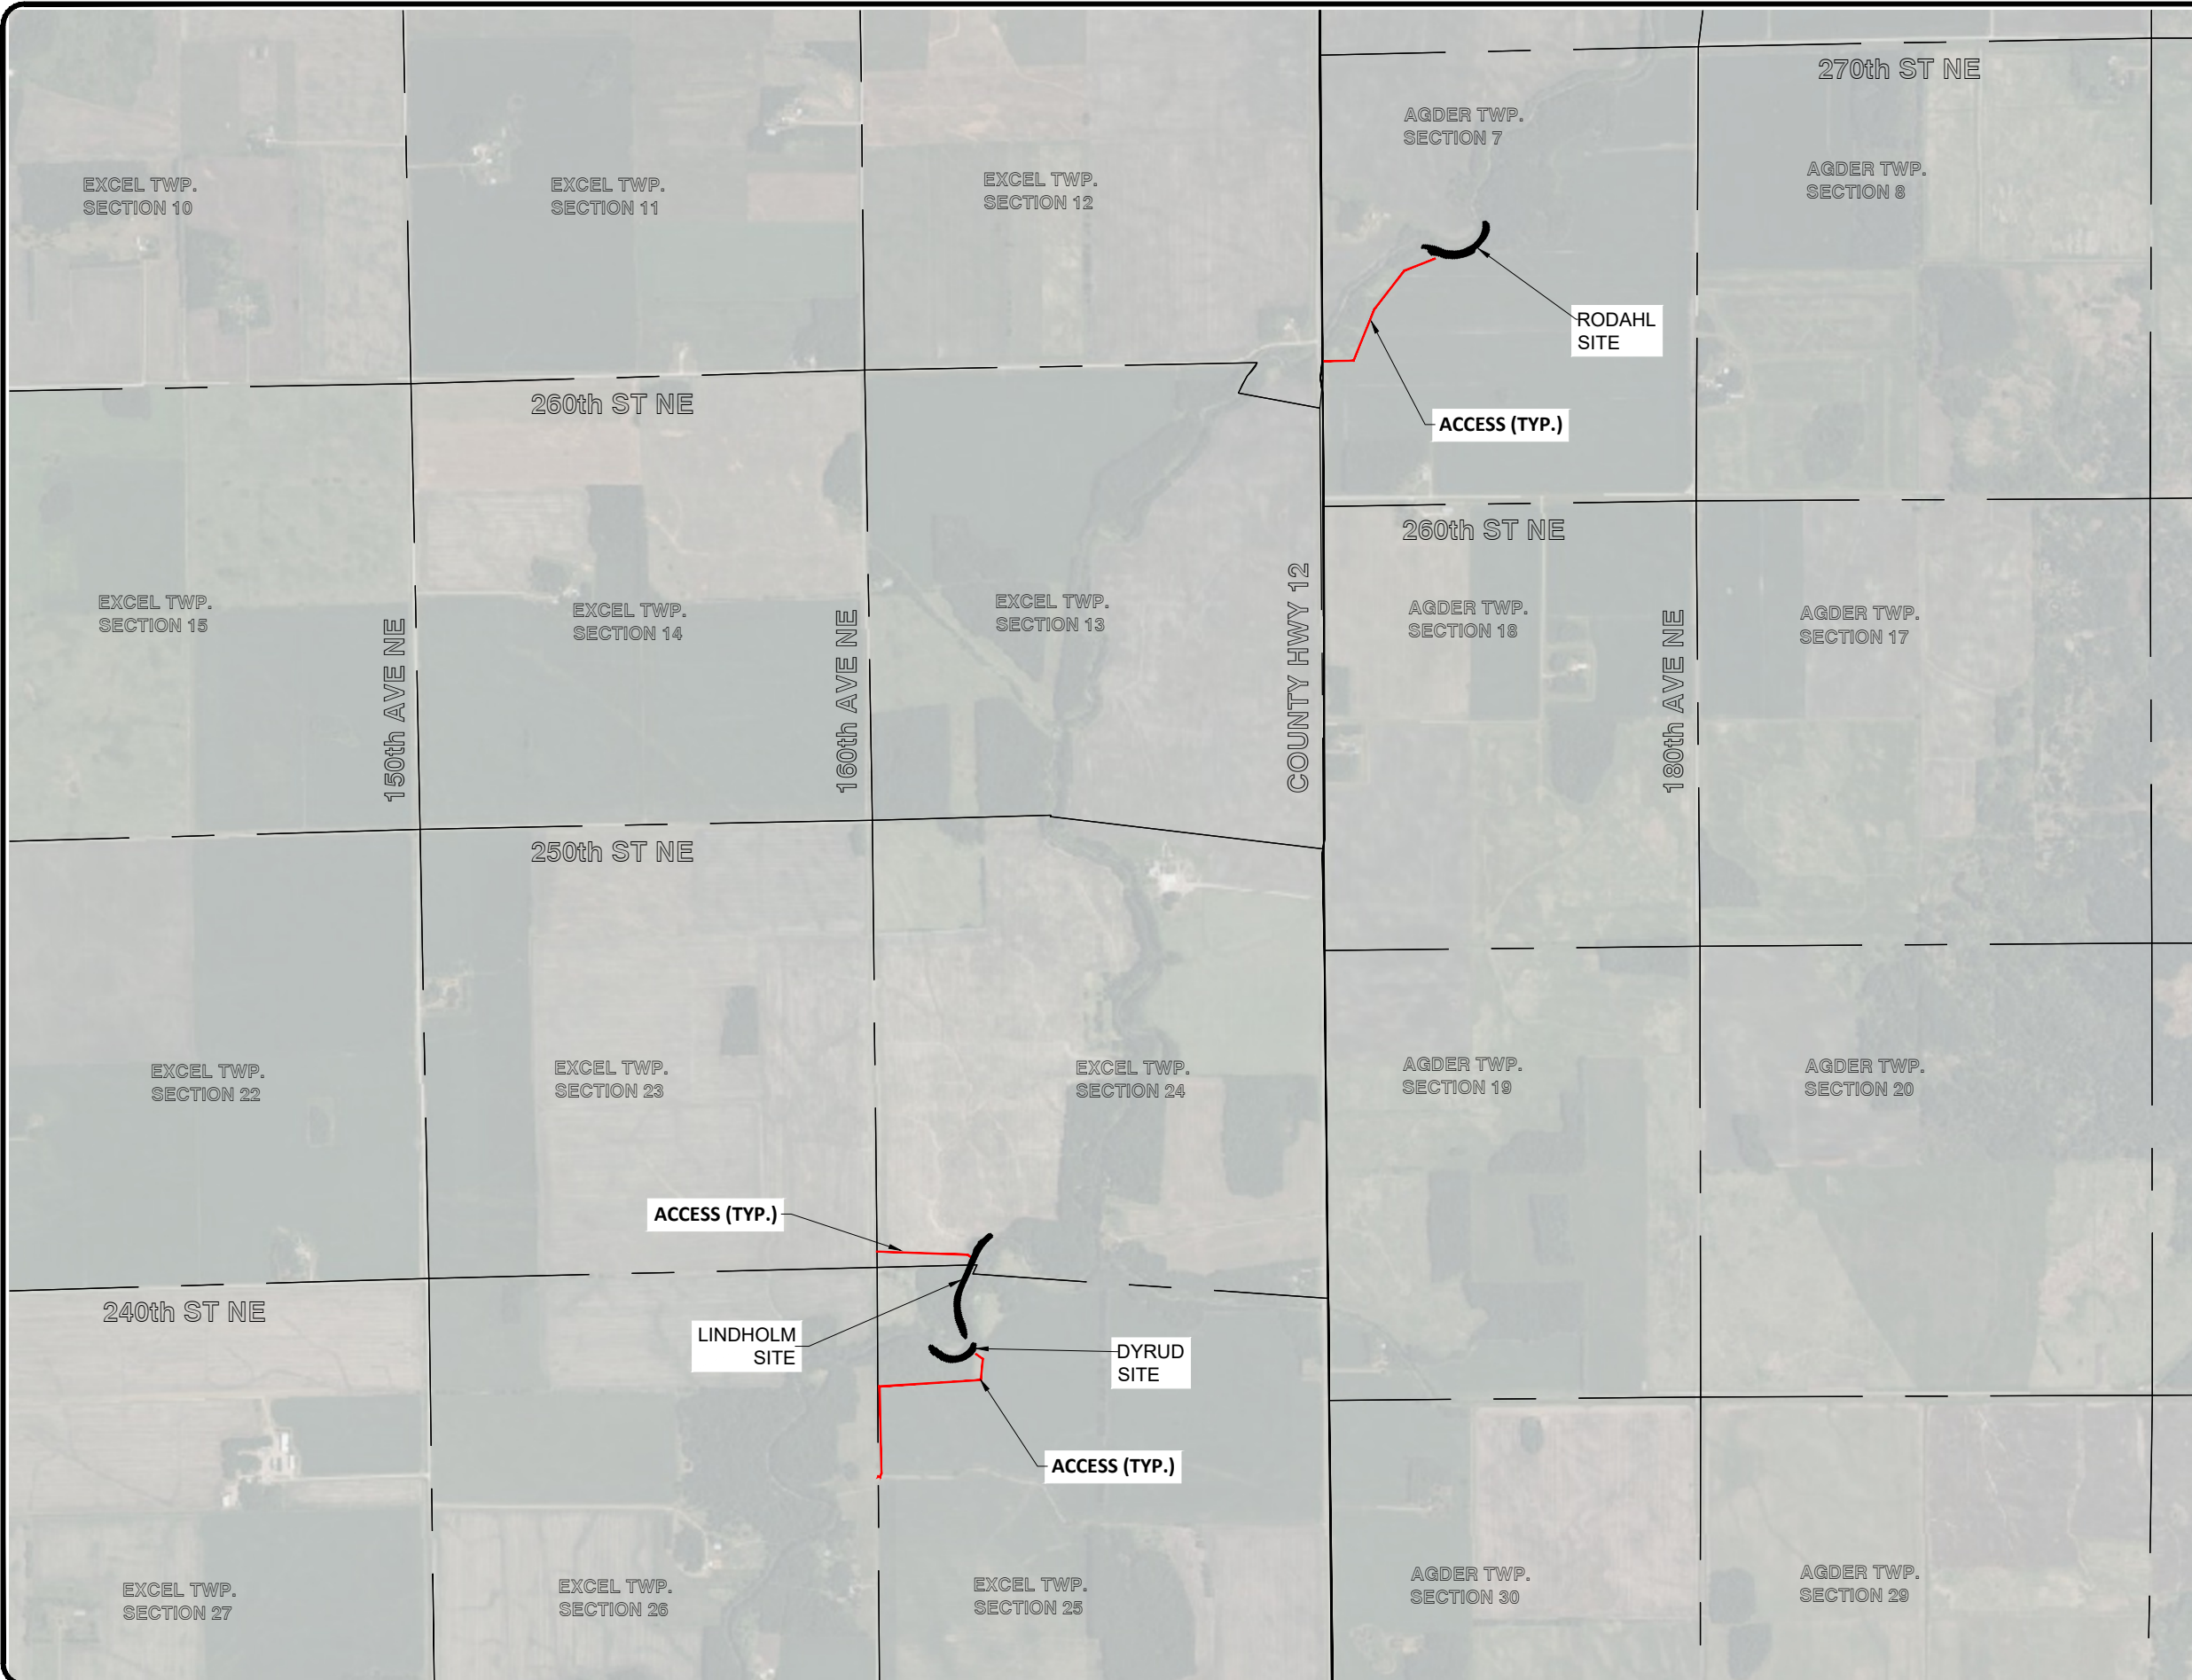 270th ST NE
AGDER TWP.
SECTION 7
AGDER TWP.
SECTION 8
EXCEL TWP.
SECTION 10
EXCEL TWP.
SECTION 11
EXCEL TWP.
SECTION 12
RODAHL
SITE
ACCESS (TYP.)
260th ST NE
260th ST NE
EXCEL TWP.
SECTION 15
150th AVE NE
EXCEL TWP.
SECTION 14
160th AVE NE
EXCEL TWP.
SECTION 13
COUNTY HWY 12
AGDER TWP.
SECTION 18
180th AVE NE
AGDER TWP.
SECTION 17
250th ST NE
EXCEL TWP.
SECTION 22
EXCEL TWP.
SECTION 23
EXCEL TWP.
SECTION 24
AGDER TWP.
SECTION 19
AGDER TWP.
SECTION 20
ACCESS (TYP.)
240th ST NE
LINDHOLM
SITE
DYRUD
SITE
ACCESS (TYP.)
EXCEL TWP.
SECTION 27
EXCEL TWP.
SECTION 26
EXCEL TWP.
SECTION 25
AGDER TWP.
SECTION 30
AGDER TWP.
SECTION 29